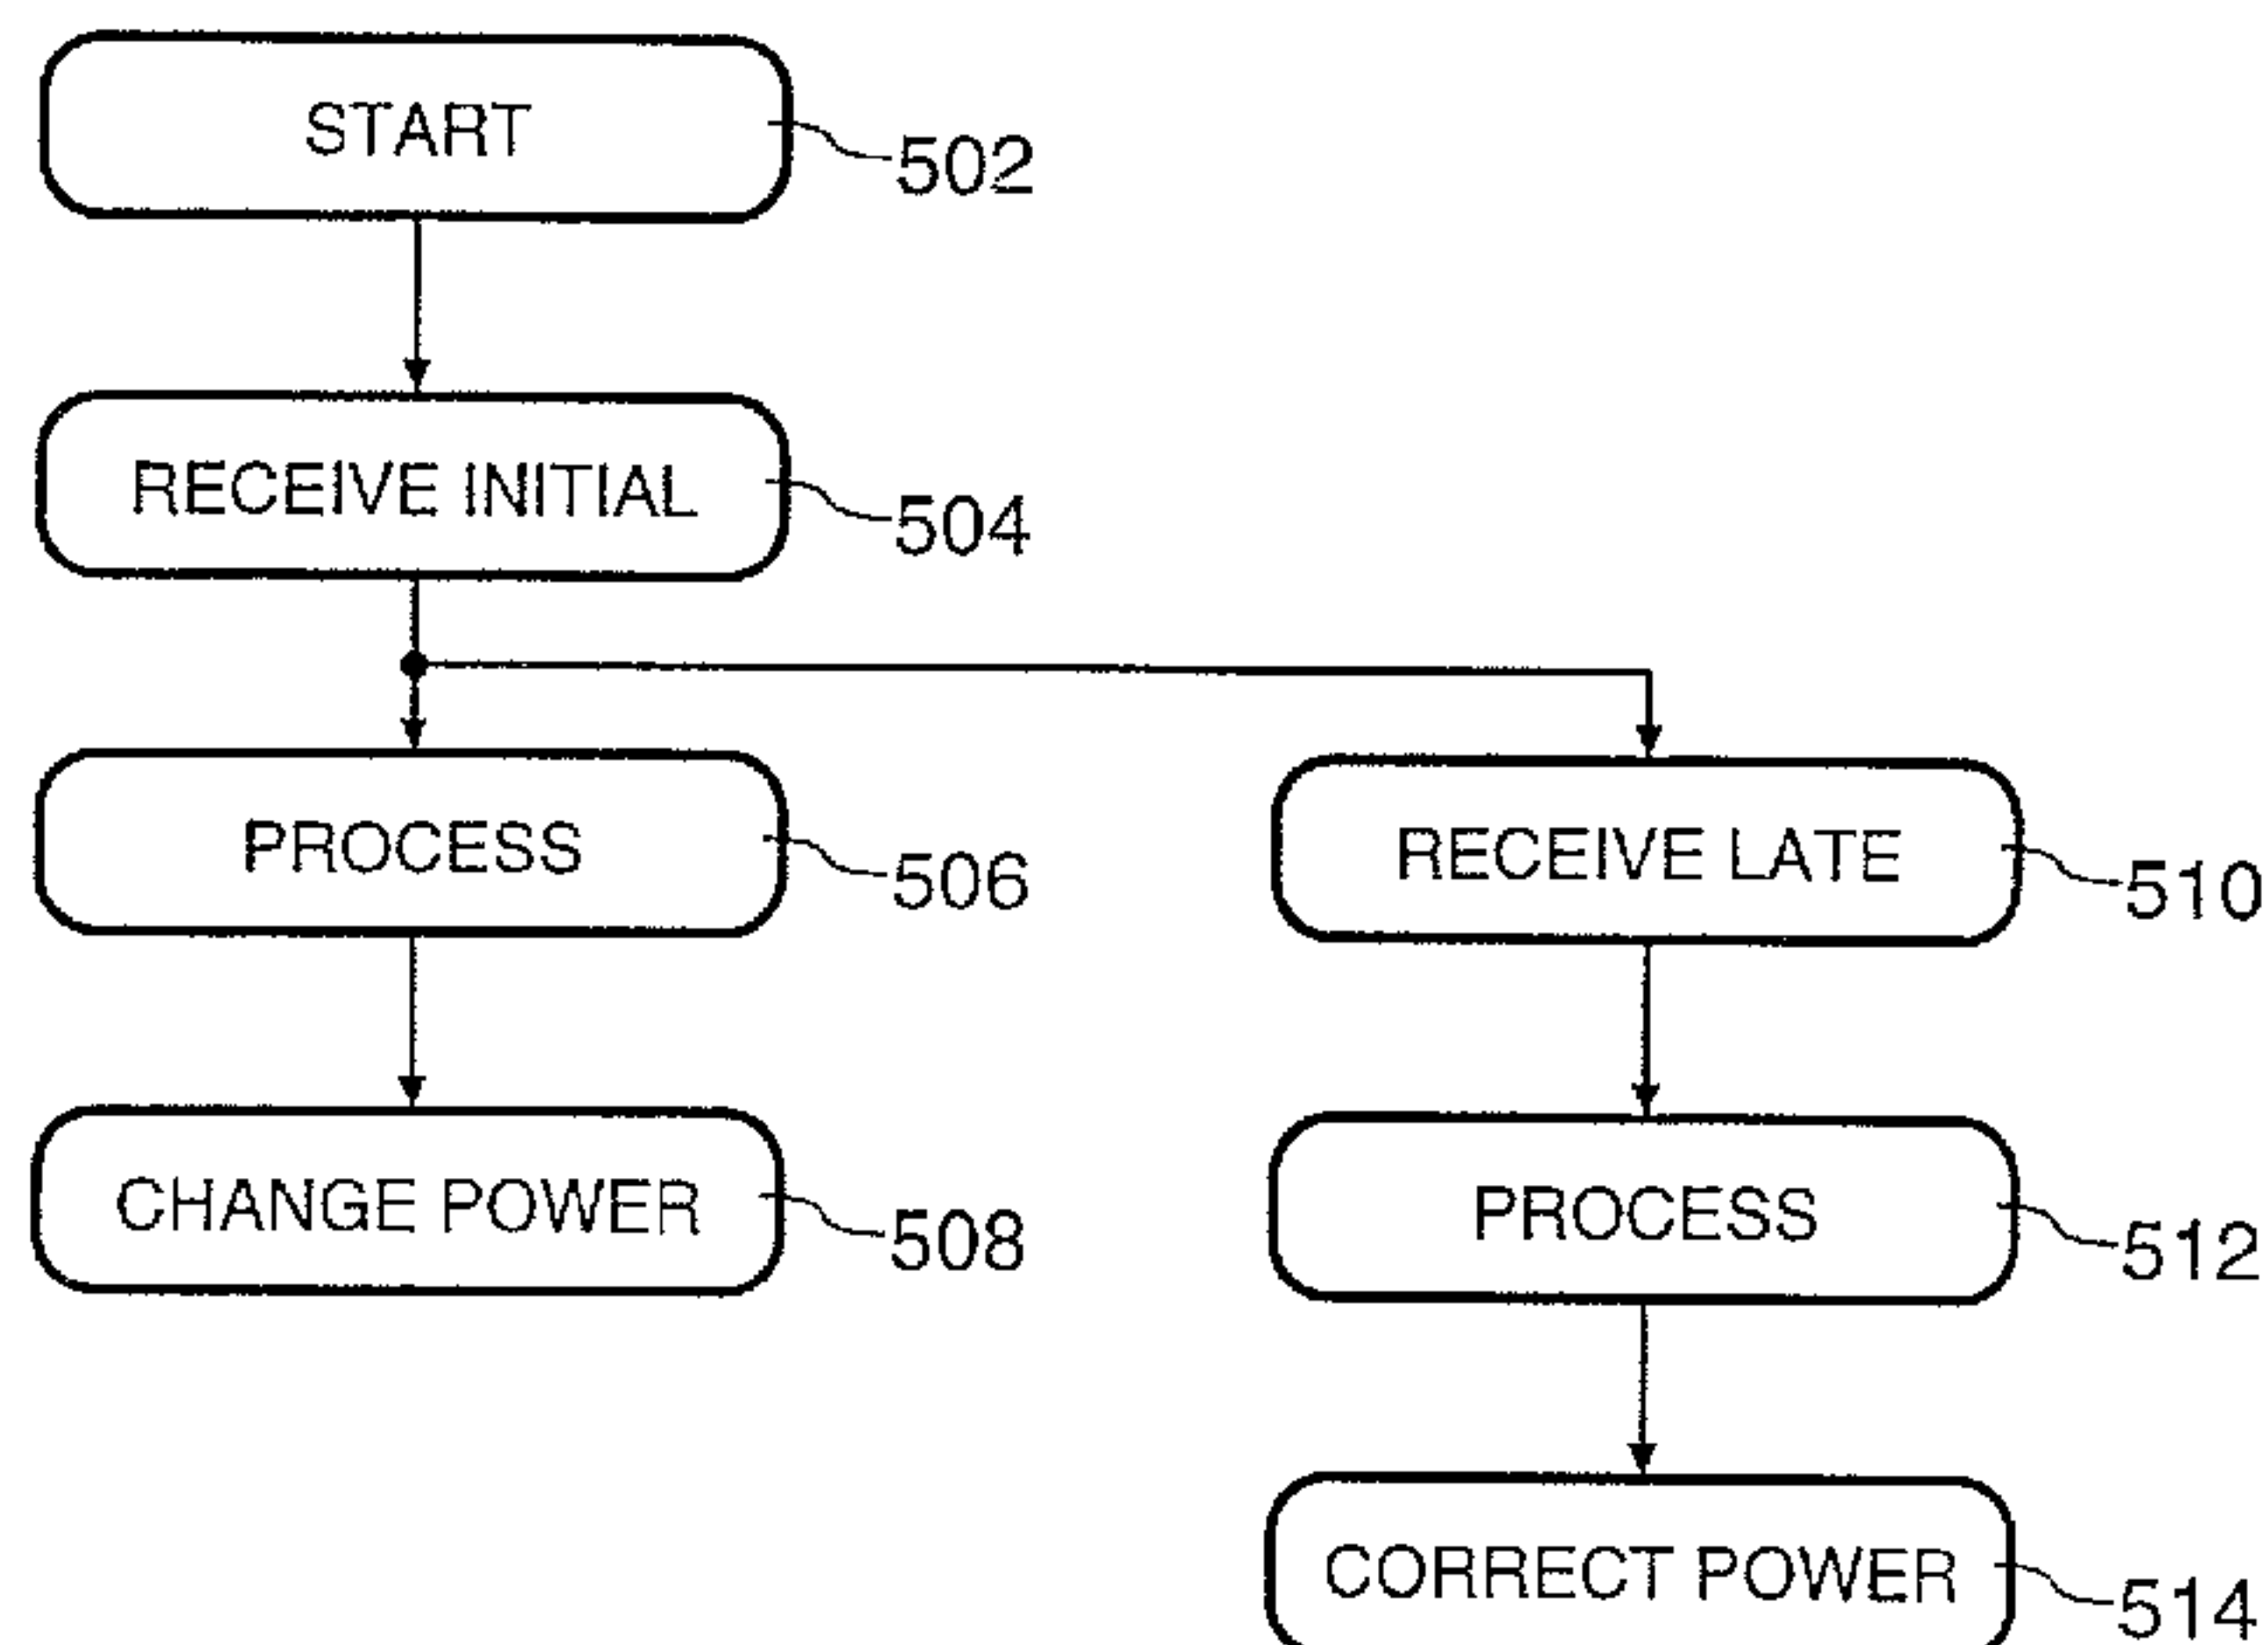 START
502
RECEIVE INITIAL
504
PROCESS
506
CHANGE POWER
508
RECEIVE LATE
510
PROCESS
512
CORRECT POWER
514